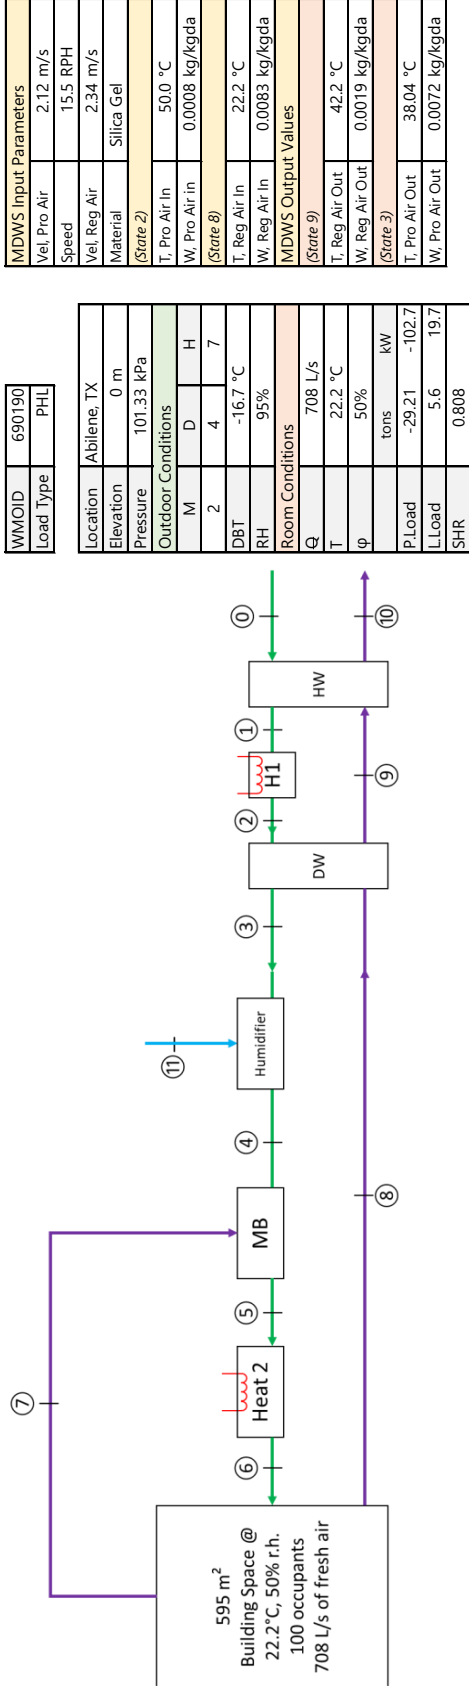 595 m²
Building Space @
22.2°C, 50% r.h.
100 occupants
708 L/s of fresh air
7
6
Heat 2
5
MB
4
11
Humidifier
3
DW
2
H1
1
HW
0
8
9
10
WMOID 690190
Load Type PHL
Location Abilene, TX
Elevation 0 m
Pressure 101.33 kPa
Outdoor Conditions
M D H
2 4 7
DBT -16.7 °C
RH 95%
Room Conditions
Q 708 L/s
T 22.2 °C
φ 50%
tons kW
P.Load -29.21 -102.7
L.Load 5.6 19.7
SHR 0.808
MDWS Input Parameters
Vel, Pro Air 2.12 m/s
Speed 15.5 RPH
Vel, Reg Air 2.34 m/s
Material Silica Gel
(State 2)
T, Pro Air In 50.0 °C
W, Pro Air in 0.0008 kg/kgda
(State 8)
T, Reg Air In 22.2 °C
W, Reg Air In 0.0083 kg/kgda
MDWS Output Values
(State 9)
T, Reg Air Out 42.2 °C
W, Reg Air Out 0.0019 kg/kgda
(State 3)
T, Pro Air Out 38.04 °C
W, Pro Air Out 0.0072 kg/kgda